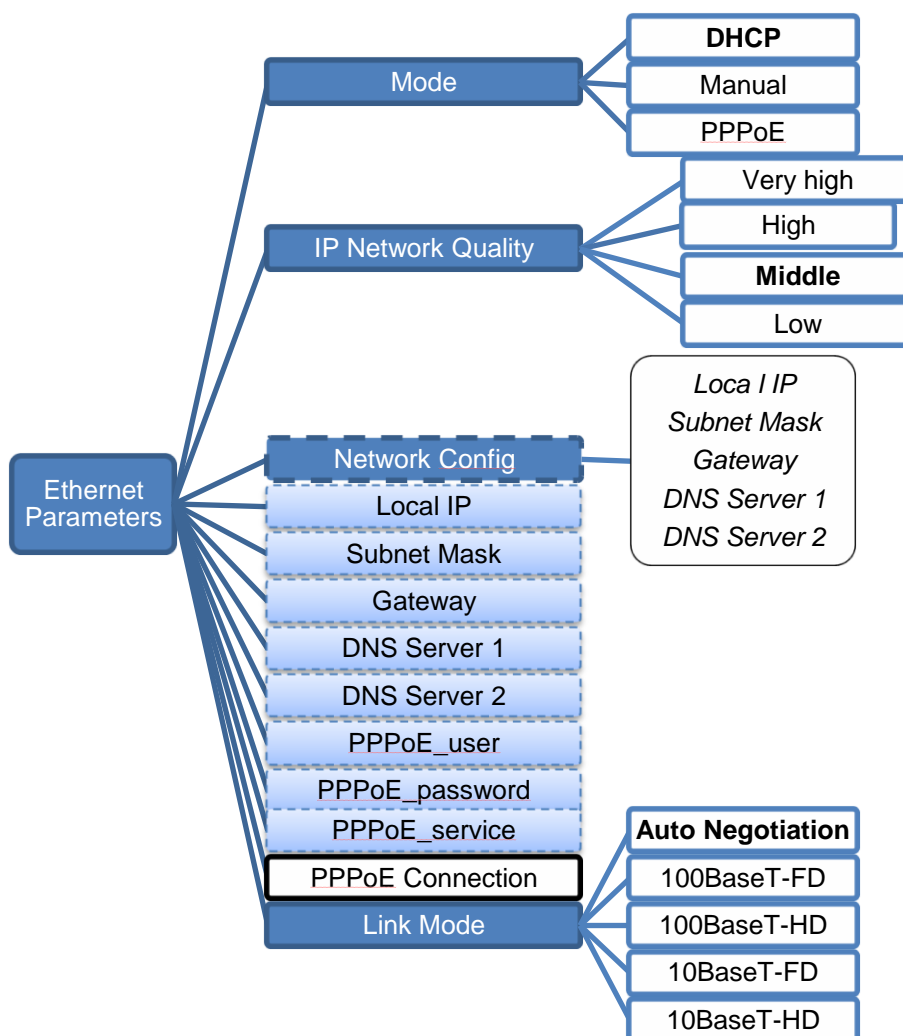 Ethernet
Parameters
Mode
DHCP
Manual
PPPoE
IP Network Quality
Very high
High
Middle
Low
Network Config
Loca l IP
Subnet Mask
Gateway
DNS Server 1
DNS Server 2
Local IP
Subnet Mask
Gateway
DNS Server 1
DNS Server 2
PPPoE_user
PPPoE_password
PPPoE_service
PPPoE Connection
Link Mode
Auto Negotiation
100BaseT-FD
100BaseT-HD
10BaseT-FD
10BaseT-HD